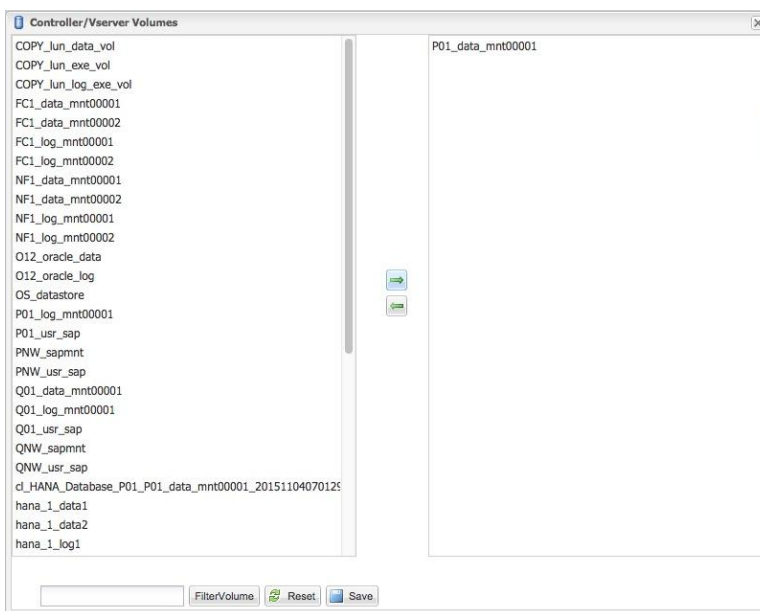 Controller/Vserver Volumes
COPY_lun_data_vol
COPY_lun_exe_vol
COPY_lun_log_exe_vol
FC1_data_mnt00001
FC1_data_mnt00002
FC1_log_mnt00001
FC1_log_mnt00002
NF1_data_mnt00001
NF1_data_mnt00002
NF1_log_mnt00001
NF1_log_mnt00002
O12_oracle_data
O12_oracle_log
OS_datastore
P01_log_mnt00001
P01_usr_sap
PNW_sapmnt
PNW_usr_sap
Q01_data_mnt00001
Q01_log_mnt00001
Q01_usr_sap
QNW_sapmnt
QNW_usr_sap
cl_HANA_Database_P01_P01_data_mnt00001_20151104070129
hana_1_data1
hana_1_data2
hana_1_log1
P01_data_mnt00001
FilterVolume Reset Save